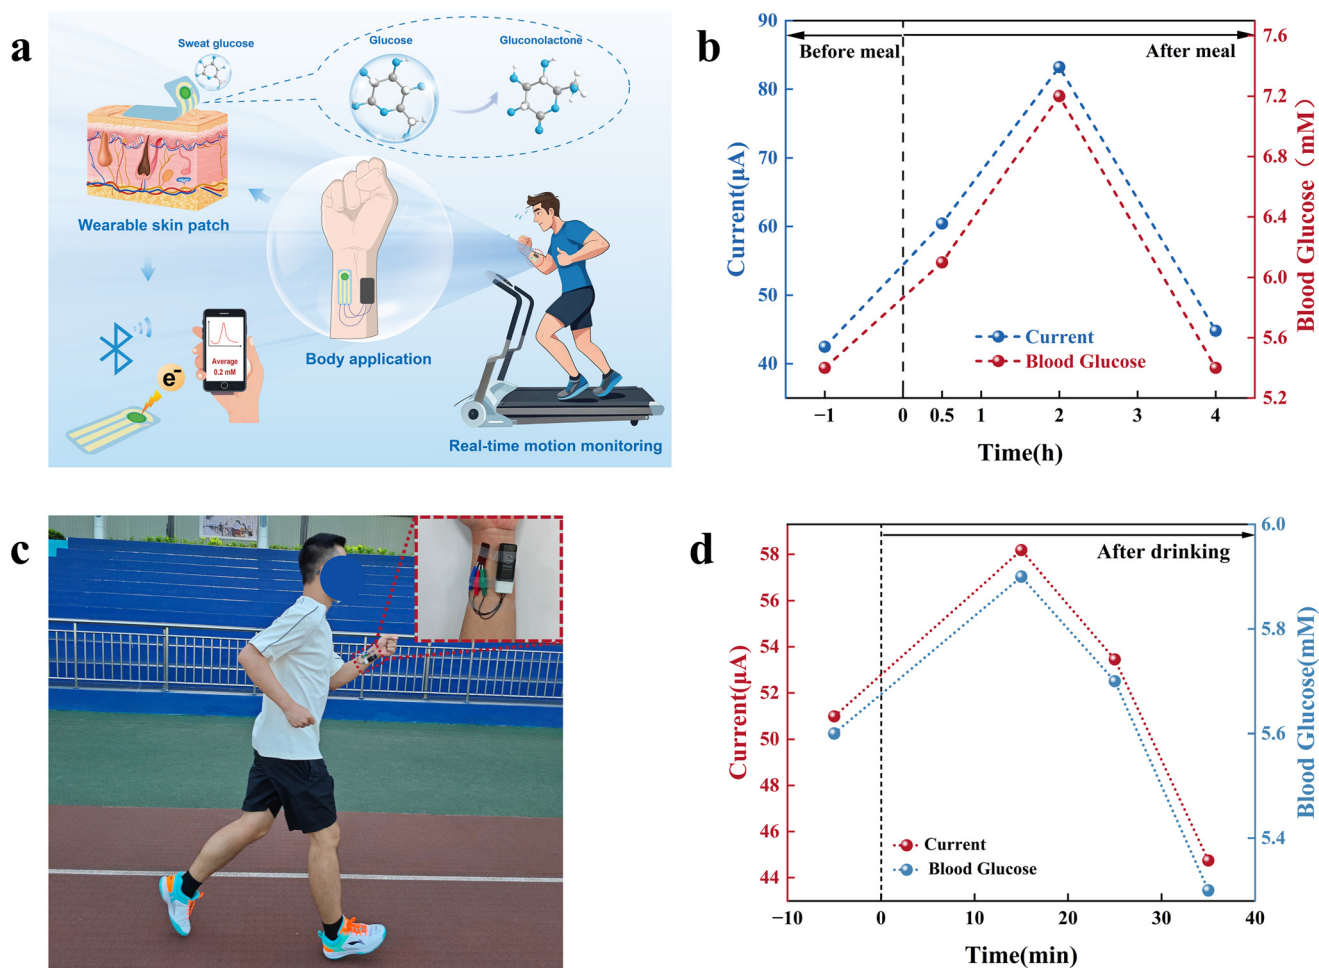 a
Sweat glucose
Glucose
Gluconolactone
Wearable skin patch
Body application
Average
0.2 mM
e⁻
Real-time motion monitoring
b
Before meal
After meal
90
80
70
60
50
40
Current(μA)
7.6
7.2
6.8
6.4
6.0
5.6
5.2
Blood Glucose（mM）
Current
Blood Glucose
−1 0 0.5 1 2 3 4
Time(h)
c
d
After drinking
58
56
54
52
50
48
46
44
Current(μA)
6.0
5.8
5.6
5.4
Blood Glucose(mM)
Current
Blood Glucose
−10 0 10 20 30 40
Time(min)